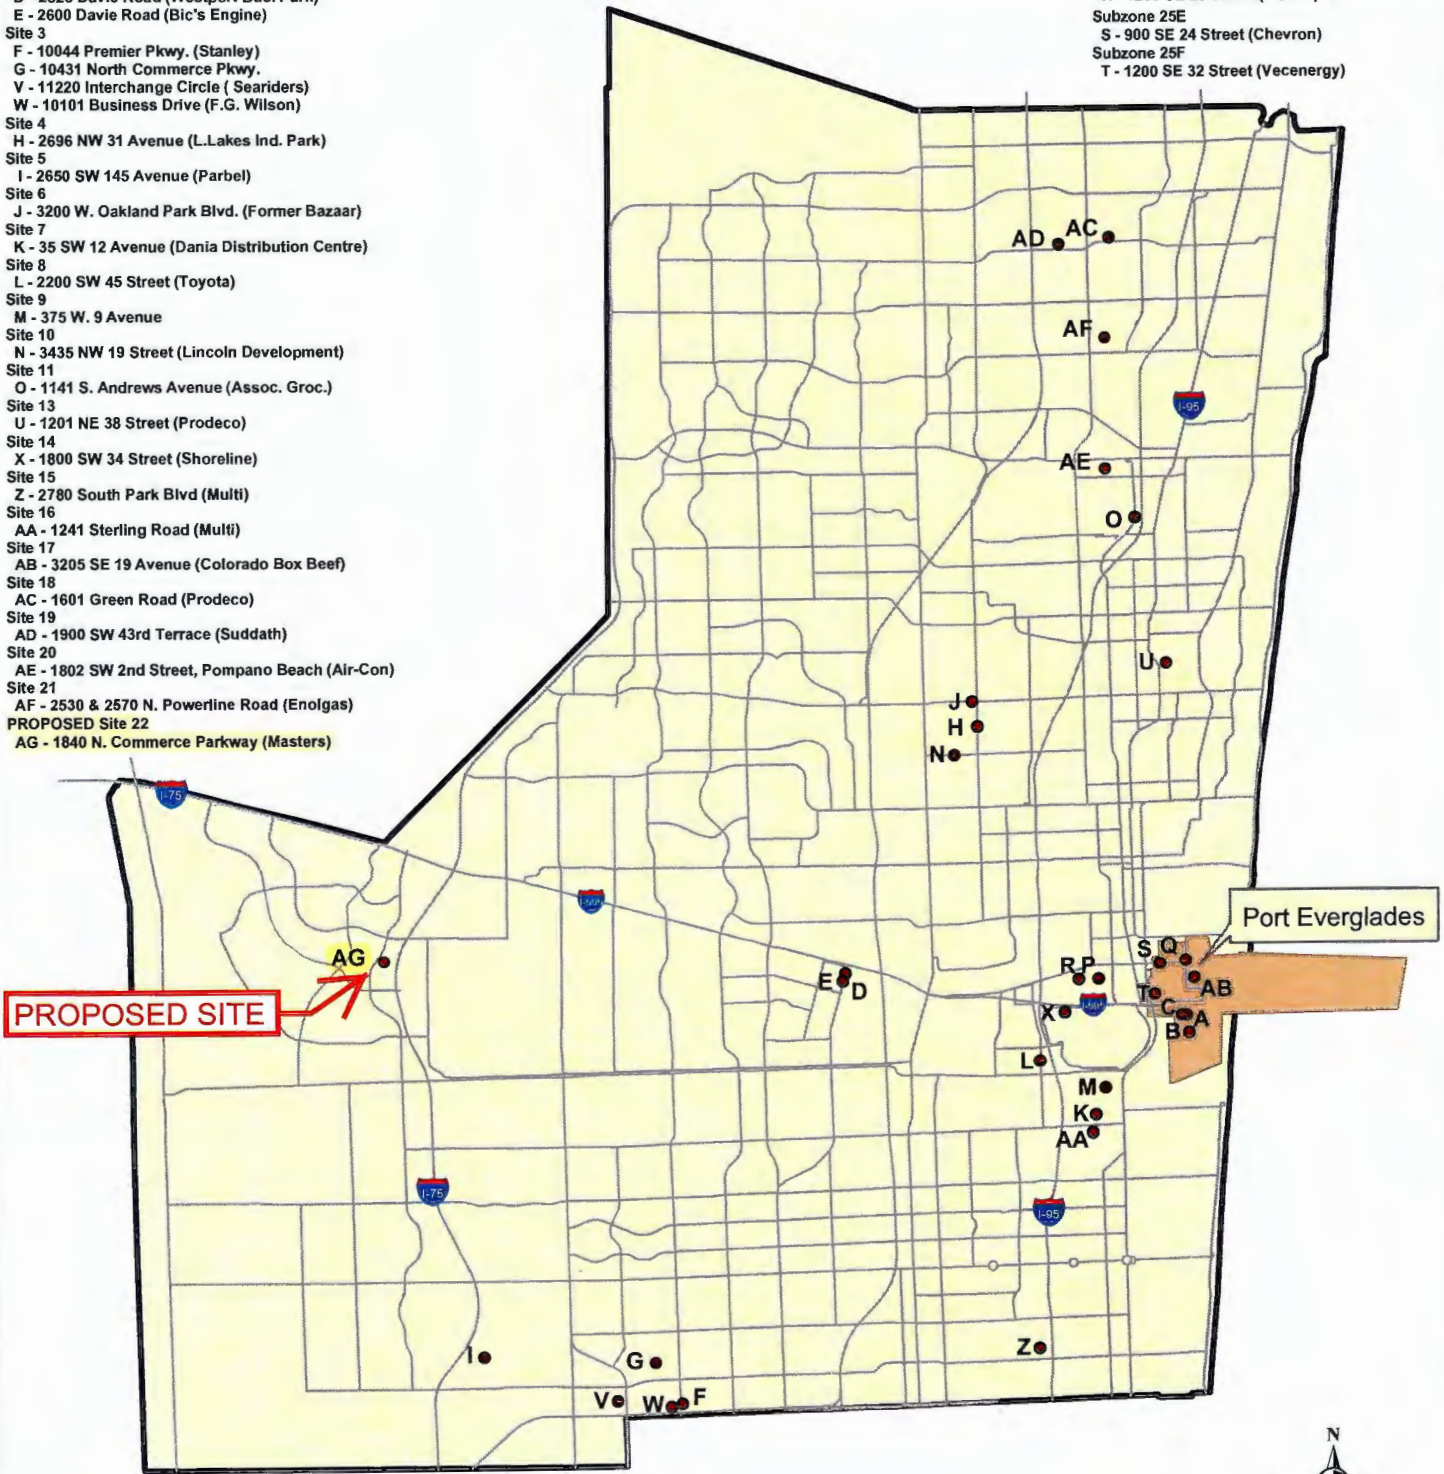 E - 2600 Davie Road (Bic's Engine)
Site 3
F - 10044 Premier Pkwy. (Stanley)
G - 10431 North Commerce Pkwy.
V - 11220 Interchange Circle ( Seariders)
W - 10101 Business Drive (F.G. Wilson)
Site 4
H - 2696 NW 31 Avenue (L.Lakes Ind. Park)
Site 5
I - 2650 SW 145 Avenue (Parbel)
Site 6
J - 3200 W. Oakland Park Blvd. (Former Bazaar)
Site 7
K - 35 SW 12 Avenue (Dania Distribution Centre)
Site 8
L - 2200 SW 45 Street (Toyota)
Site 9
M - 375 W. 9 Avenue
Site 10
N - 3435 NW 19 Street (Lincoln Development)
Site 11
O - 1141 S. Andrews Avenue (Assoc. Groc.)
Site 13
U - 1201 NE 38 Street (Prodeco)
Site 14
X - 1800 SW 34 Street (Shoreline)
Site 15
Z - 2780 South Park Blvd (Multi)
Site 16
AA - 1241 Sterling Road (Multi)
Site 17
AB - 3205 SE 19 Avenue (Colorado Box Beef)
Site 18
AC - 1601 Green Road (Prodeco)
Site 19
AD - 1900 SW 43rd Terrace (Suddath)
Site 20
AE - 1802 SW 2nd Street, Pompano Beach (Air-Con)
Site 21
AF - 2530 & 2570 N. Powerline Road (Enolgas)
PROPOSED Site 22
AG - 1840 N. Commerce Parkway (Masters)
Subzone 25E
S - 900 SE 24 Street (Chevron)
Subzone 25F
T - 1200 SE 32 Street (Vecenergy)
AD
AC
AF
I-95
AE
O
U
J
H
N
I-75
I-595
Port Everglades
AG
PROPOSED SITE
E
D
R
P
S
Q
AB
T
I-595
X
C
A
B
L
M
K
AA
I-75
I-95
I
G
Z
V
W
F
N